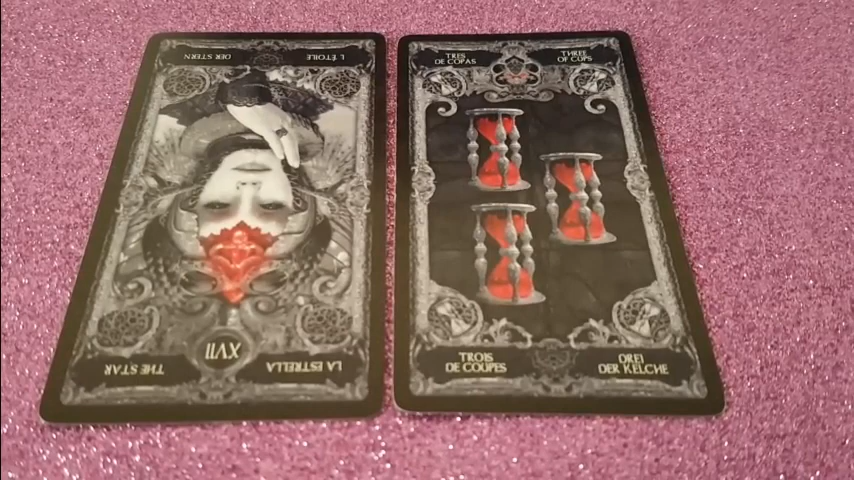 LA ESTRELLA
THE STAR
XVII
L'ÉTOILE
DER STERN
TRES
DE COPAS
THREE
OF CUPS
TROIS
DE COUPES
DREI
DER KELCHE